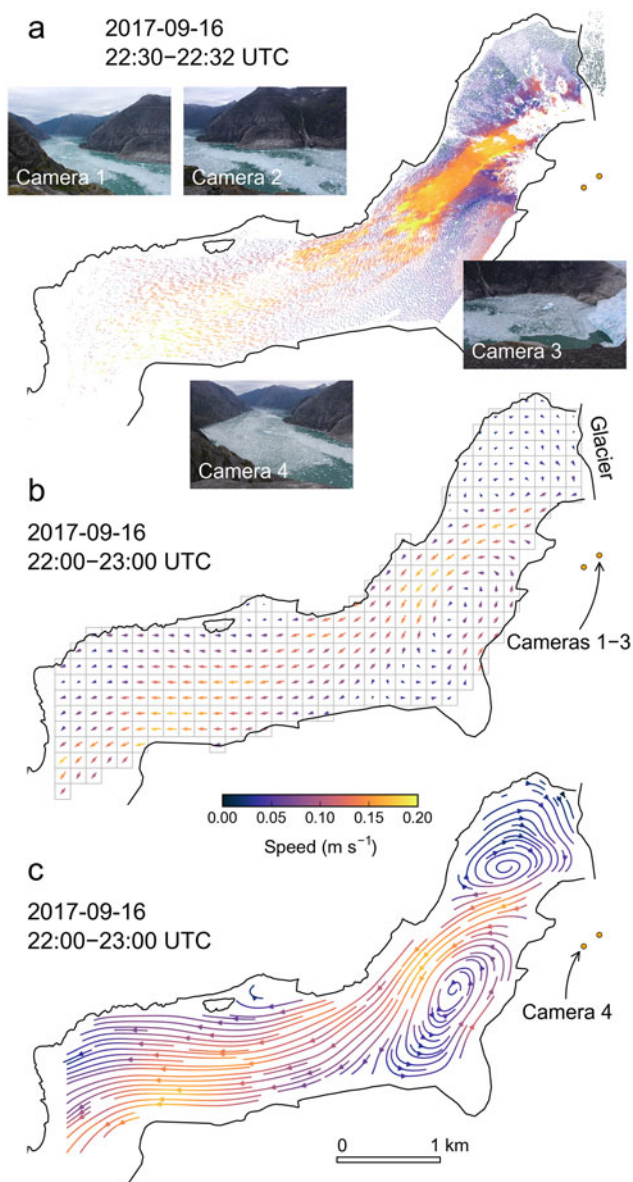 a
2017-09-16
22:30−22:32 UTC
Camera 1
Camera 2
Camera 3
Camera 4
b
2017-09-16
22:00−23:00 UTC
Glacier
Cameras 1−3
0.00 0.05 0.10 0.15 0.20
Speed (m s⁻¹)
c
2017-09-16
22:00−23:00 UTC
Camera 4
0 1 km